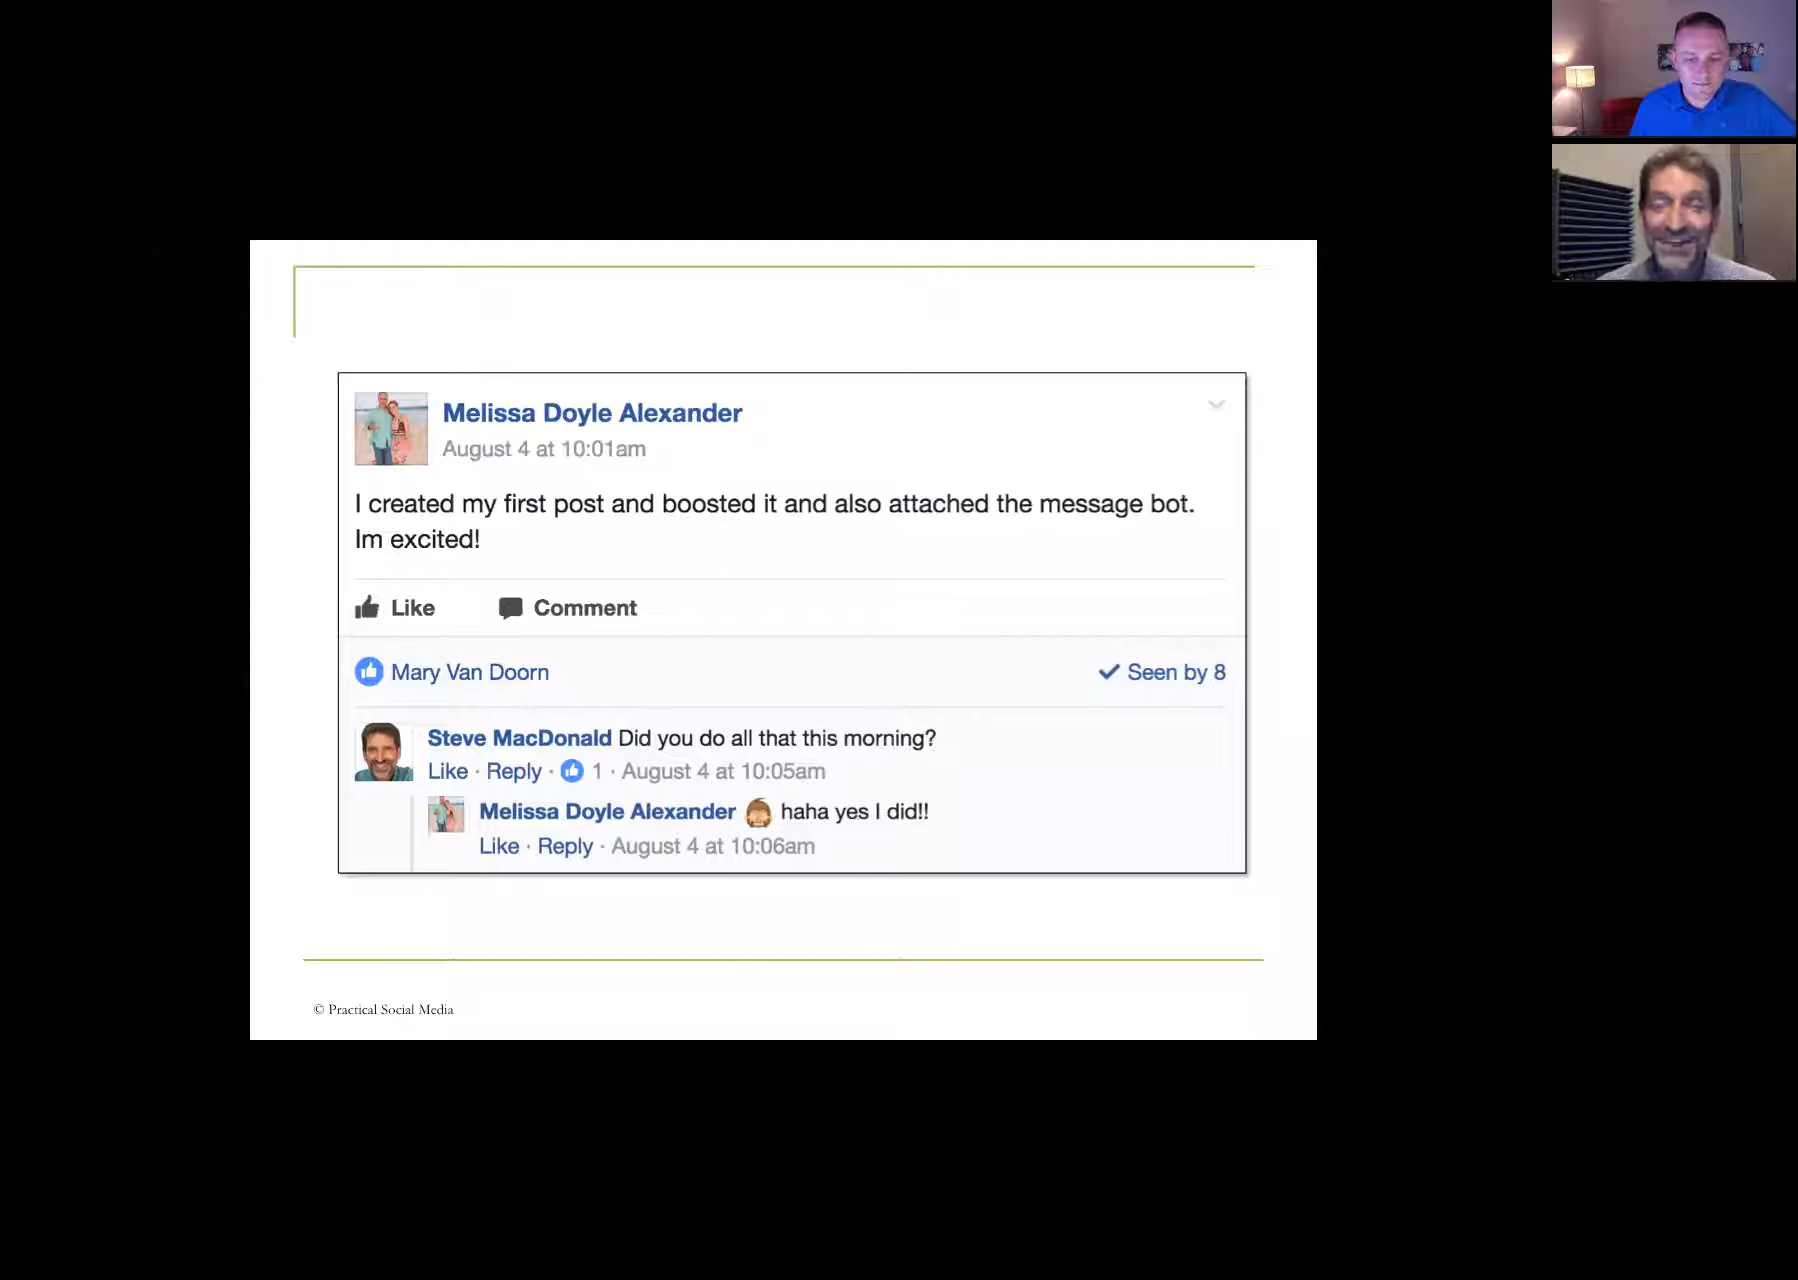 Melissa Doyle Alexander
August 4 at 10:01am
I created my first post and boosted it and also attached the message bot.
Im excited!
Like Comment
Mary Van Doorn Seen by 8
Steve MacDonald Did you do all that this morning?
Like · Reply · 1 · August 4 at 10:05am
Melissa Doyle Alexander haha yes I did!!
Like · Reply · August 4 at 10:06am
© Practical Social Media